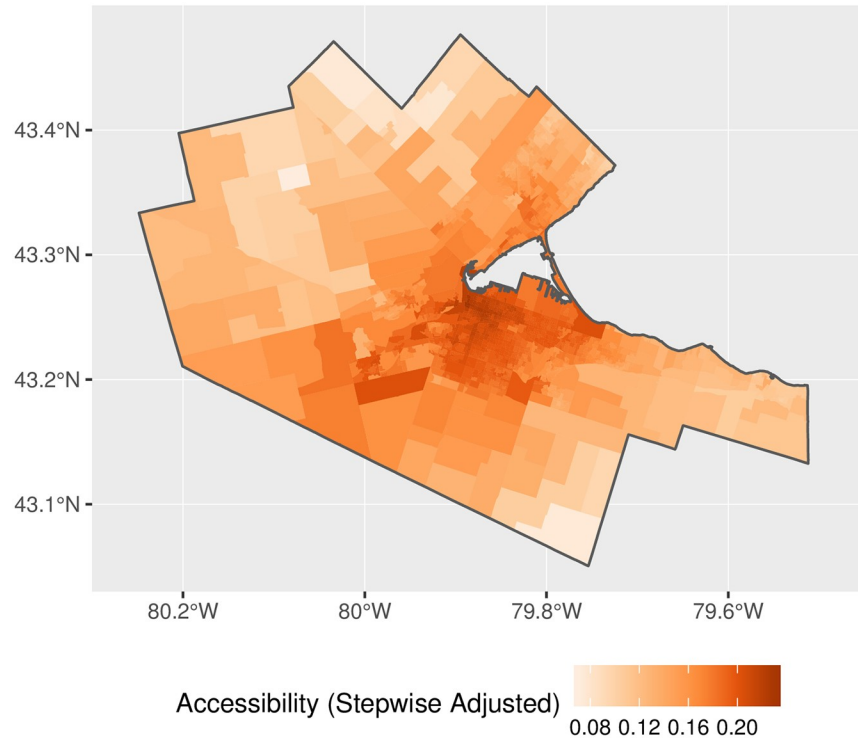 43.4°N
43.3°N
43.2°N
43.1°N
80.2°W 80°W 79.8°W 79.6°W
Accessibility (Stepwise Adjusted)
0.08 0.12 0.16 0.20